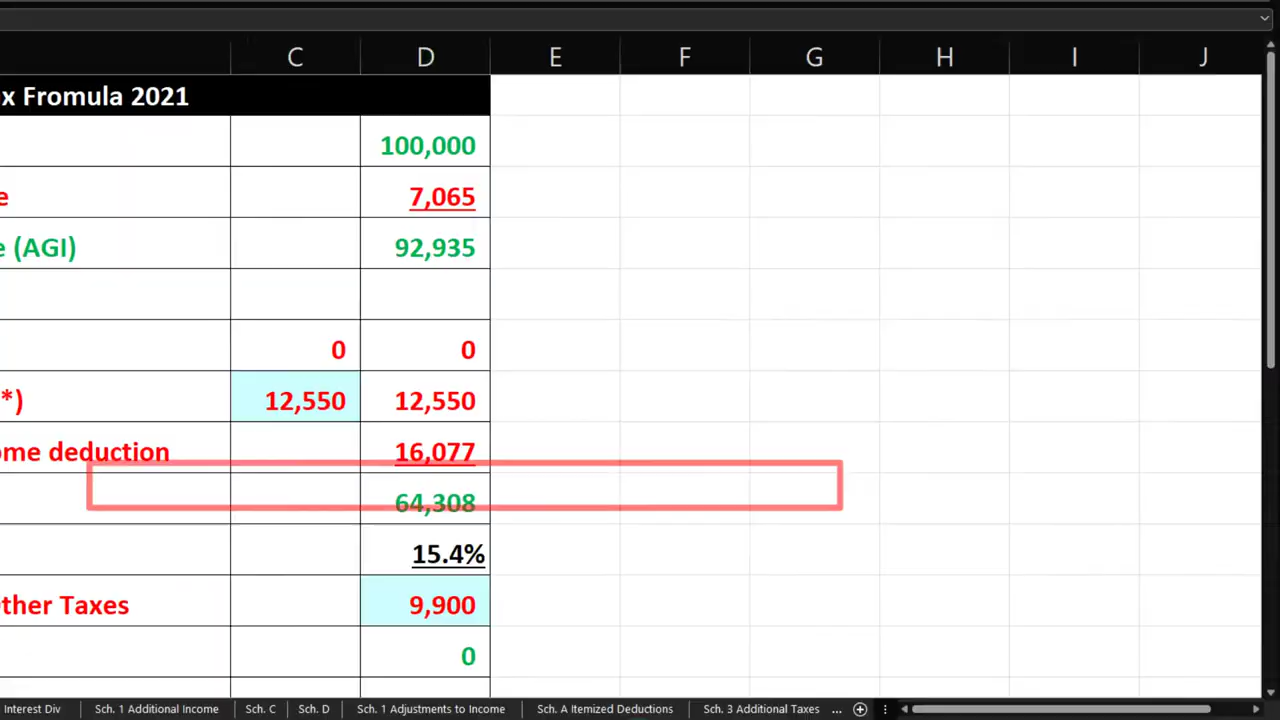 C D E F G H I J
x Fromula 2021
100,000
e 7,065
e (AGI) 92,935
0 0
*) 12,550 12,550
ome deduction 16,077
64,308
15.4%
ther Taxes 9,900
0
Interest Div Sch. 1 Additional Income Sch. C Sch. D Sch. 1 Adjustments to Income Sch. A Itemized Deductions Sch. 3 Additional Taxes ...